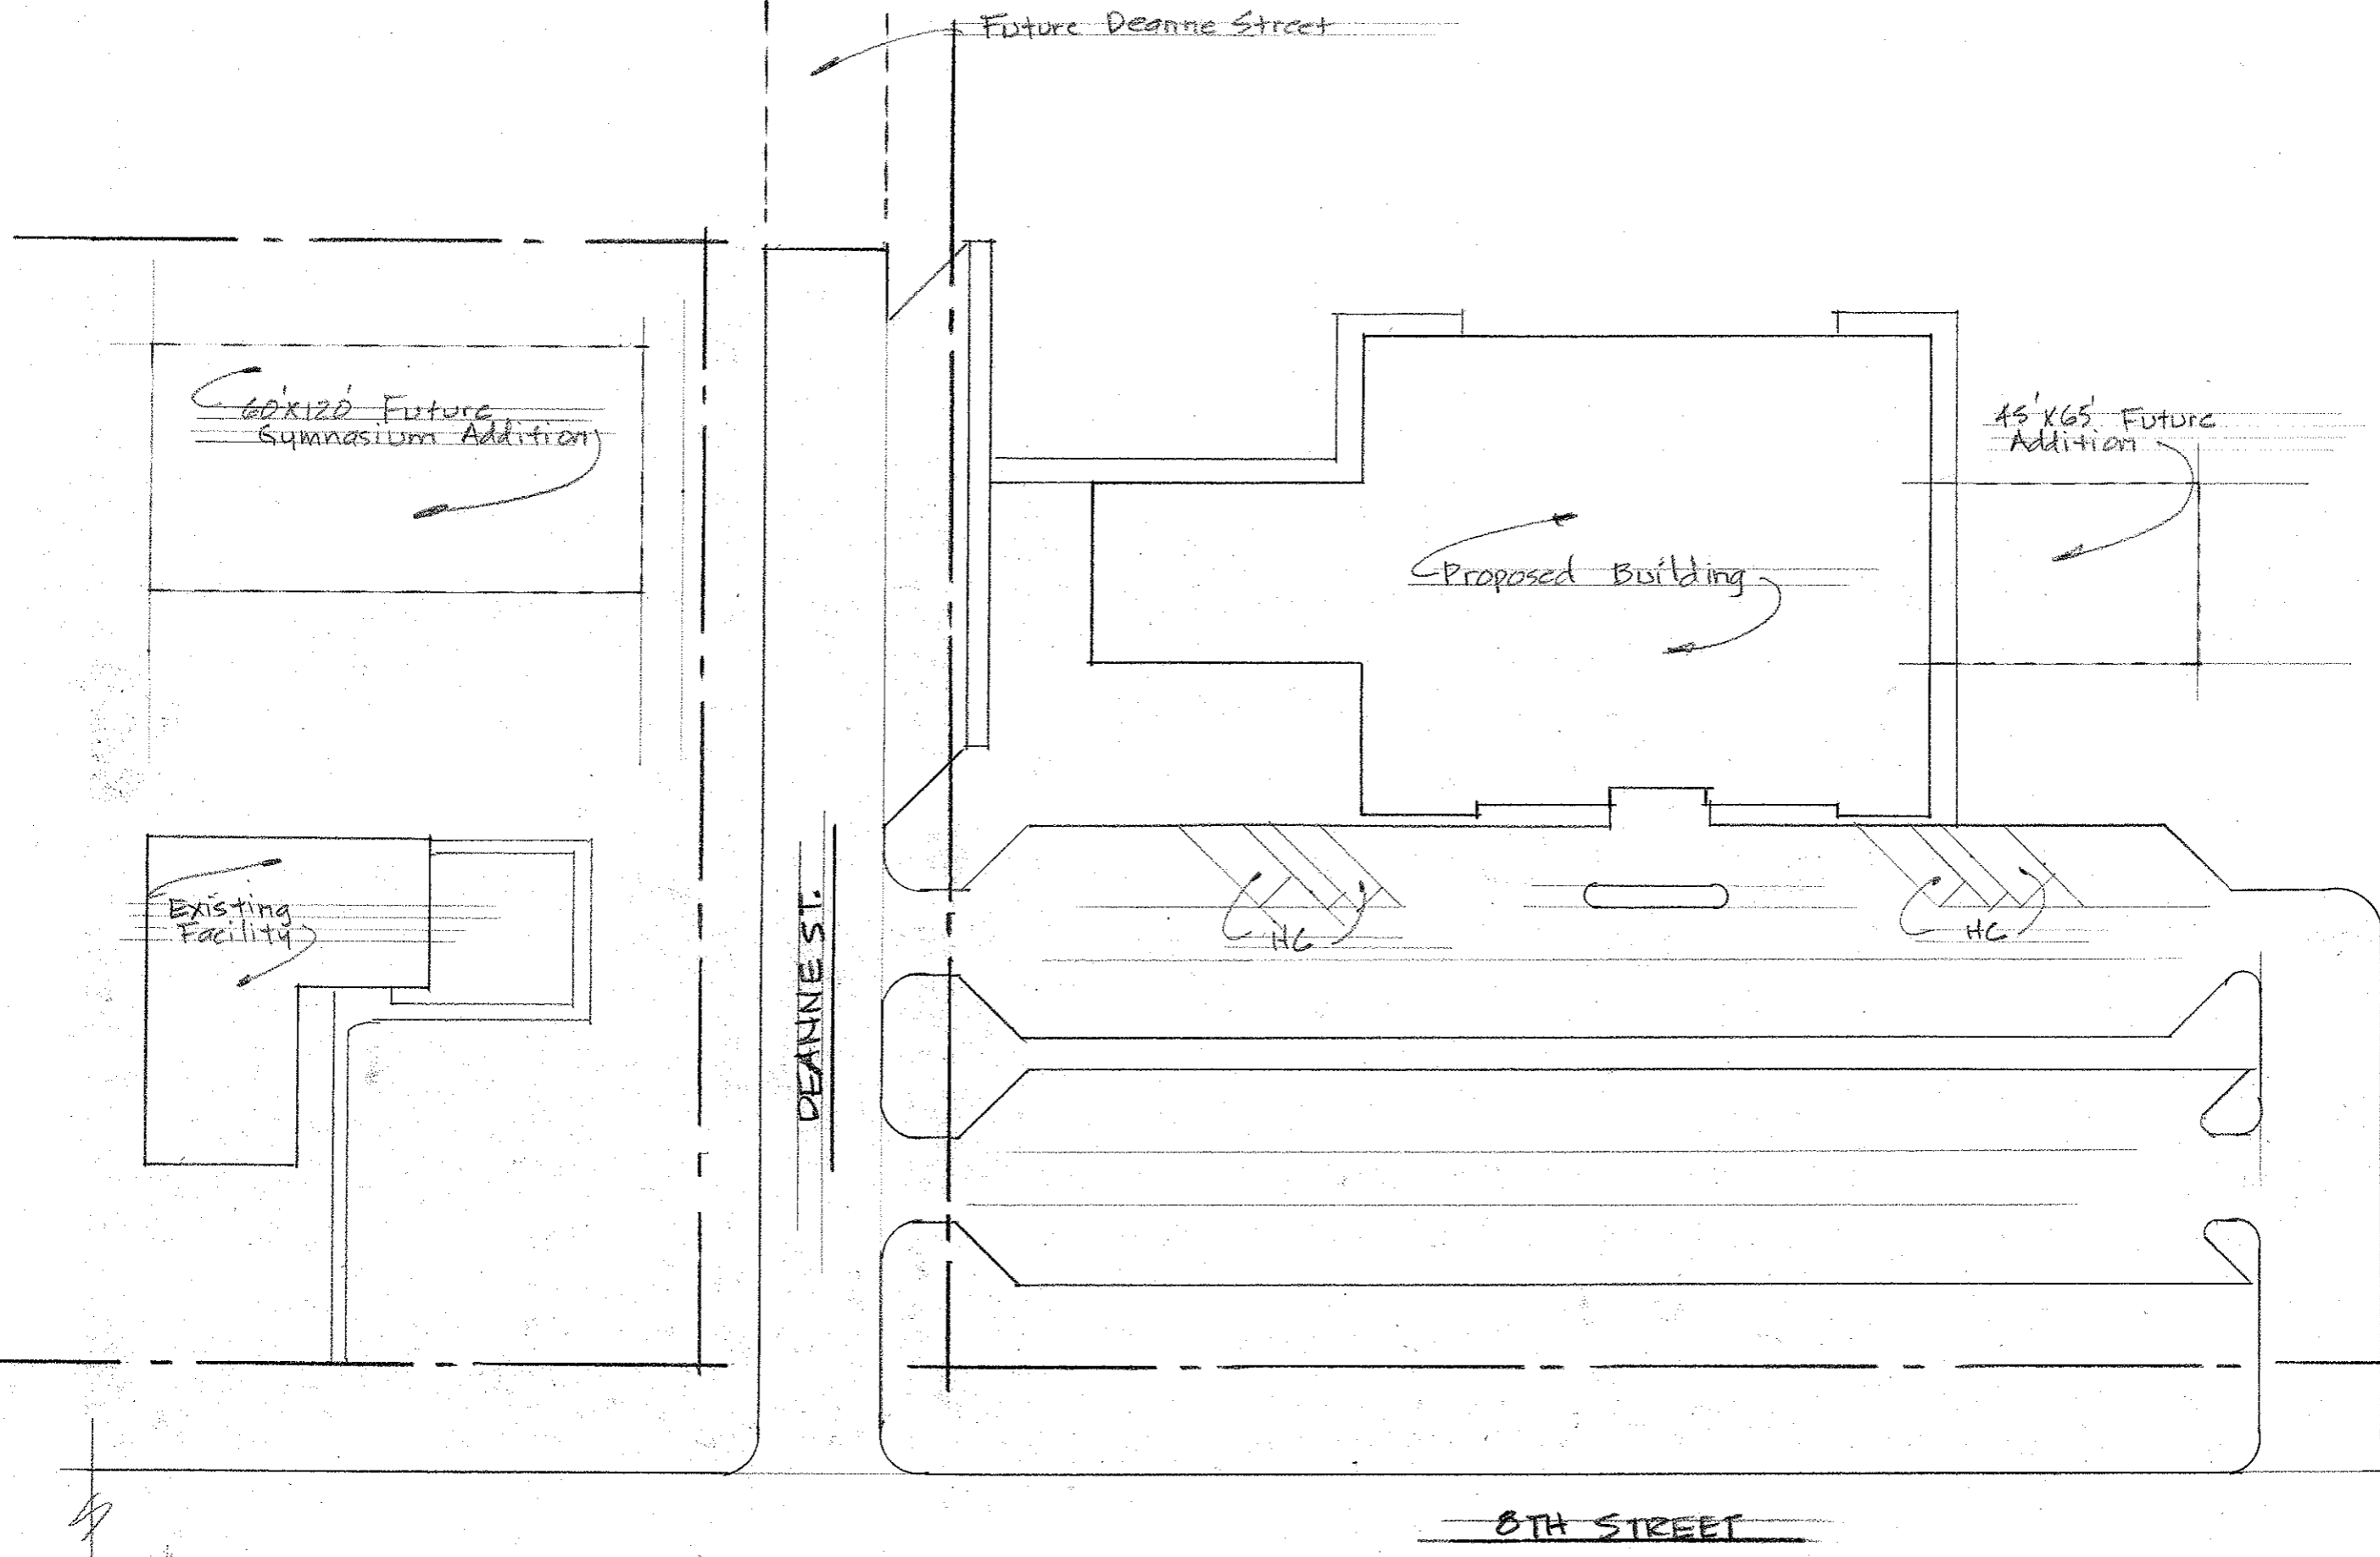 Future Deanne Street
60'X120' Future
Gymnasium Addition
45'X65' Future
Addition
Proposed Building
Existing
Facility
DEANNE ST.
HC
HC
8TH STREET